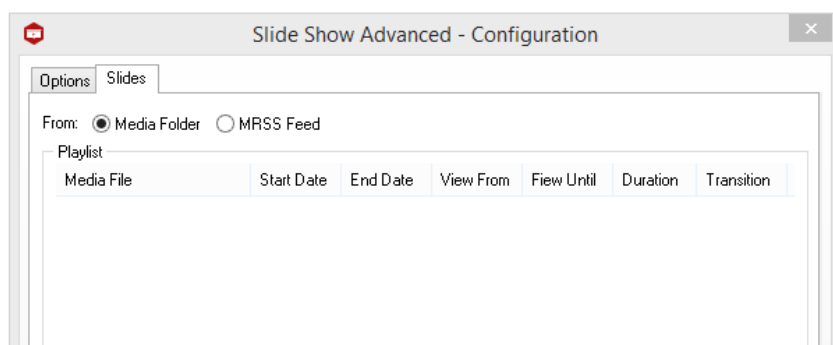 Slide Show Advanced - Configuration
Options Slides
From: Media Folder MRSS Feed
Playlist
Media File Start Date End Date View From Fiew Until Duration Transition